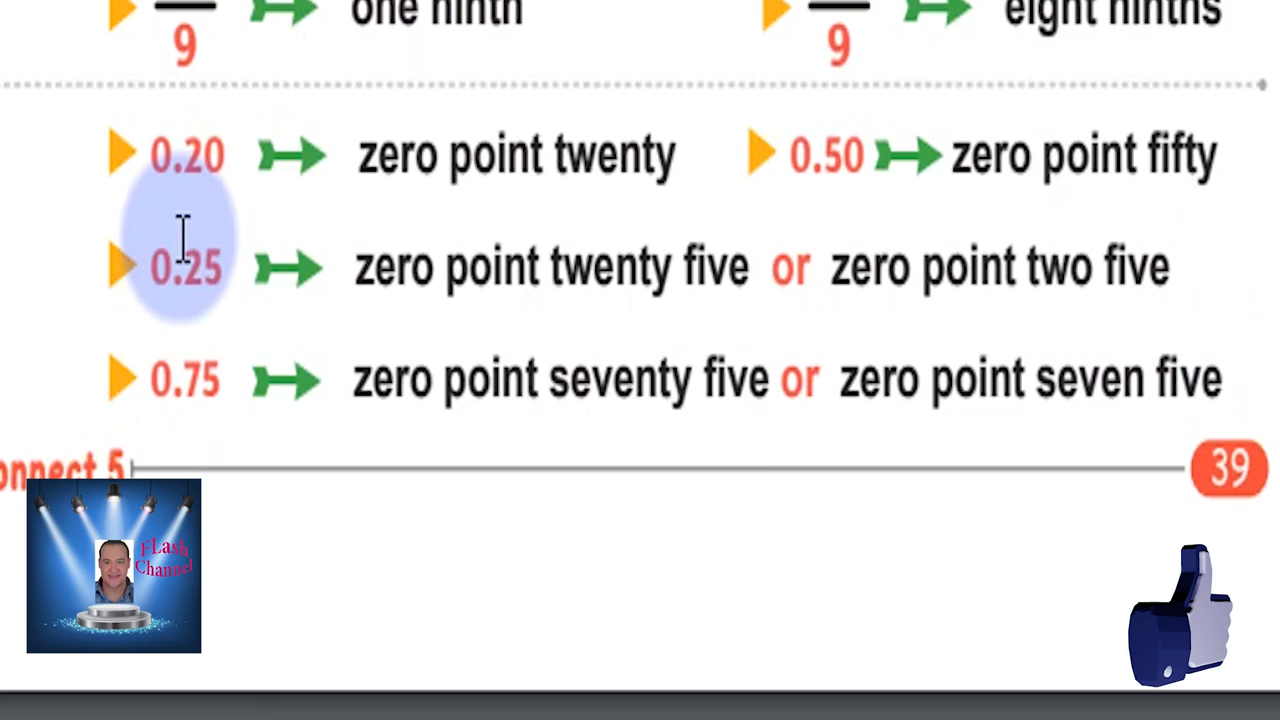 9 one ninth 9 eight ninths
0.20 zero point twenty 0.50 zero point fifty
0.25 zero point twenty five or zero point two five
0.75 zero point seventy five or zero point seven five
onnect 5 39
FLash
Channel